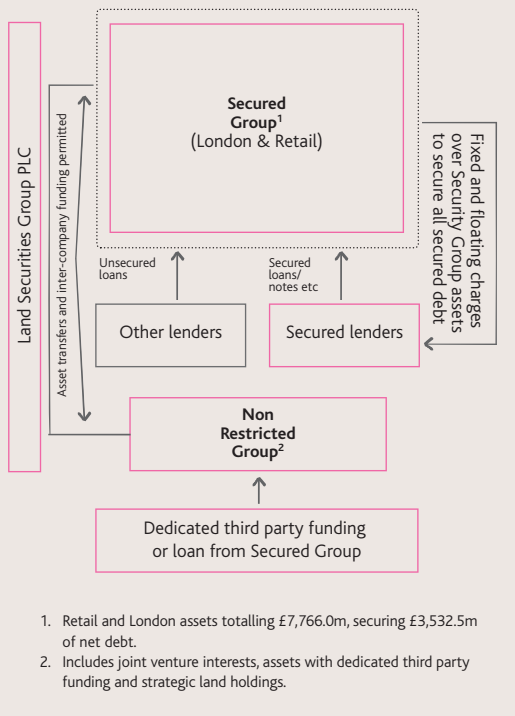 Land Securities Group PLC
Asset transfers and inter-company funding permitted
Secured
Group1
(London & Retail)
Fixed and floating charges
over Security Group assets
to secure all secured debt
Unsecured
loans
Secured
loans/
notes etc
Other lenders
Secured lenders
Non
Restricted
Group2
Dedicated third party funding
or loan from Secured Group
1. Retail and London assets totalling £7,766.0m, securing £3,532.5m
of net debt.
2. Includes joint venture interests, assets with dedicated third party
funding and strategic land holdings.